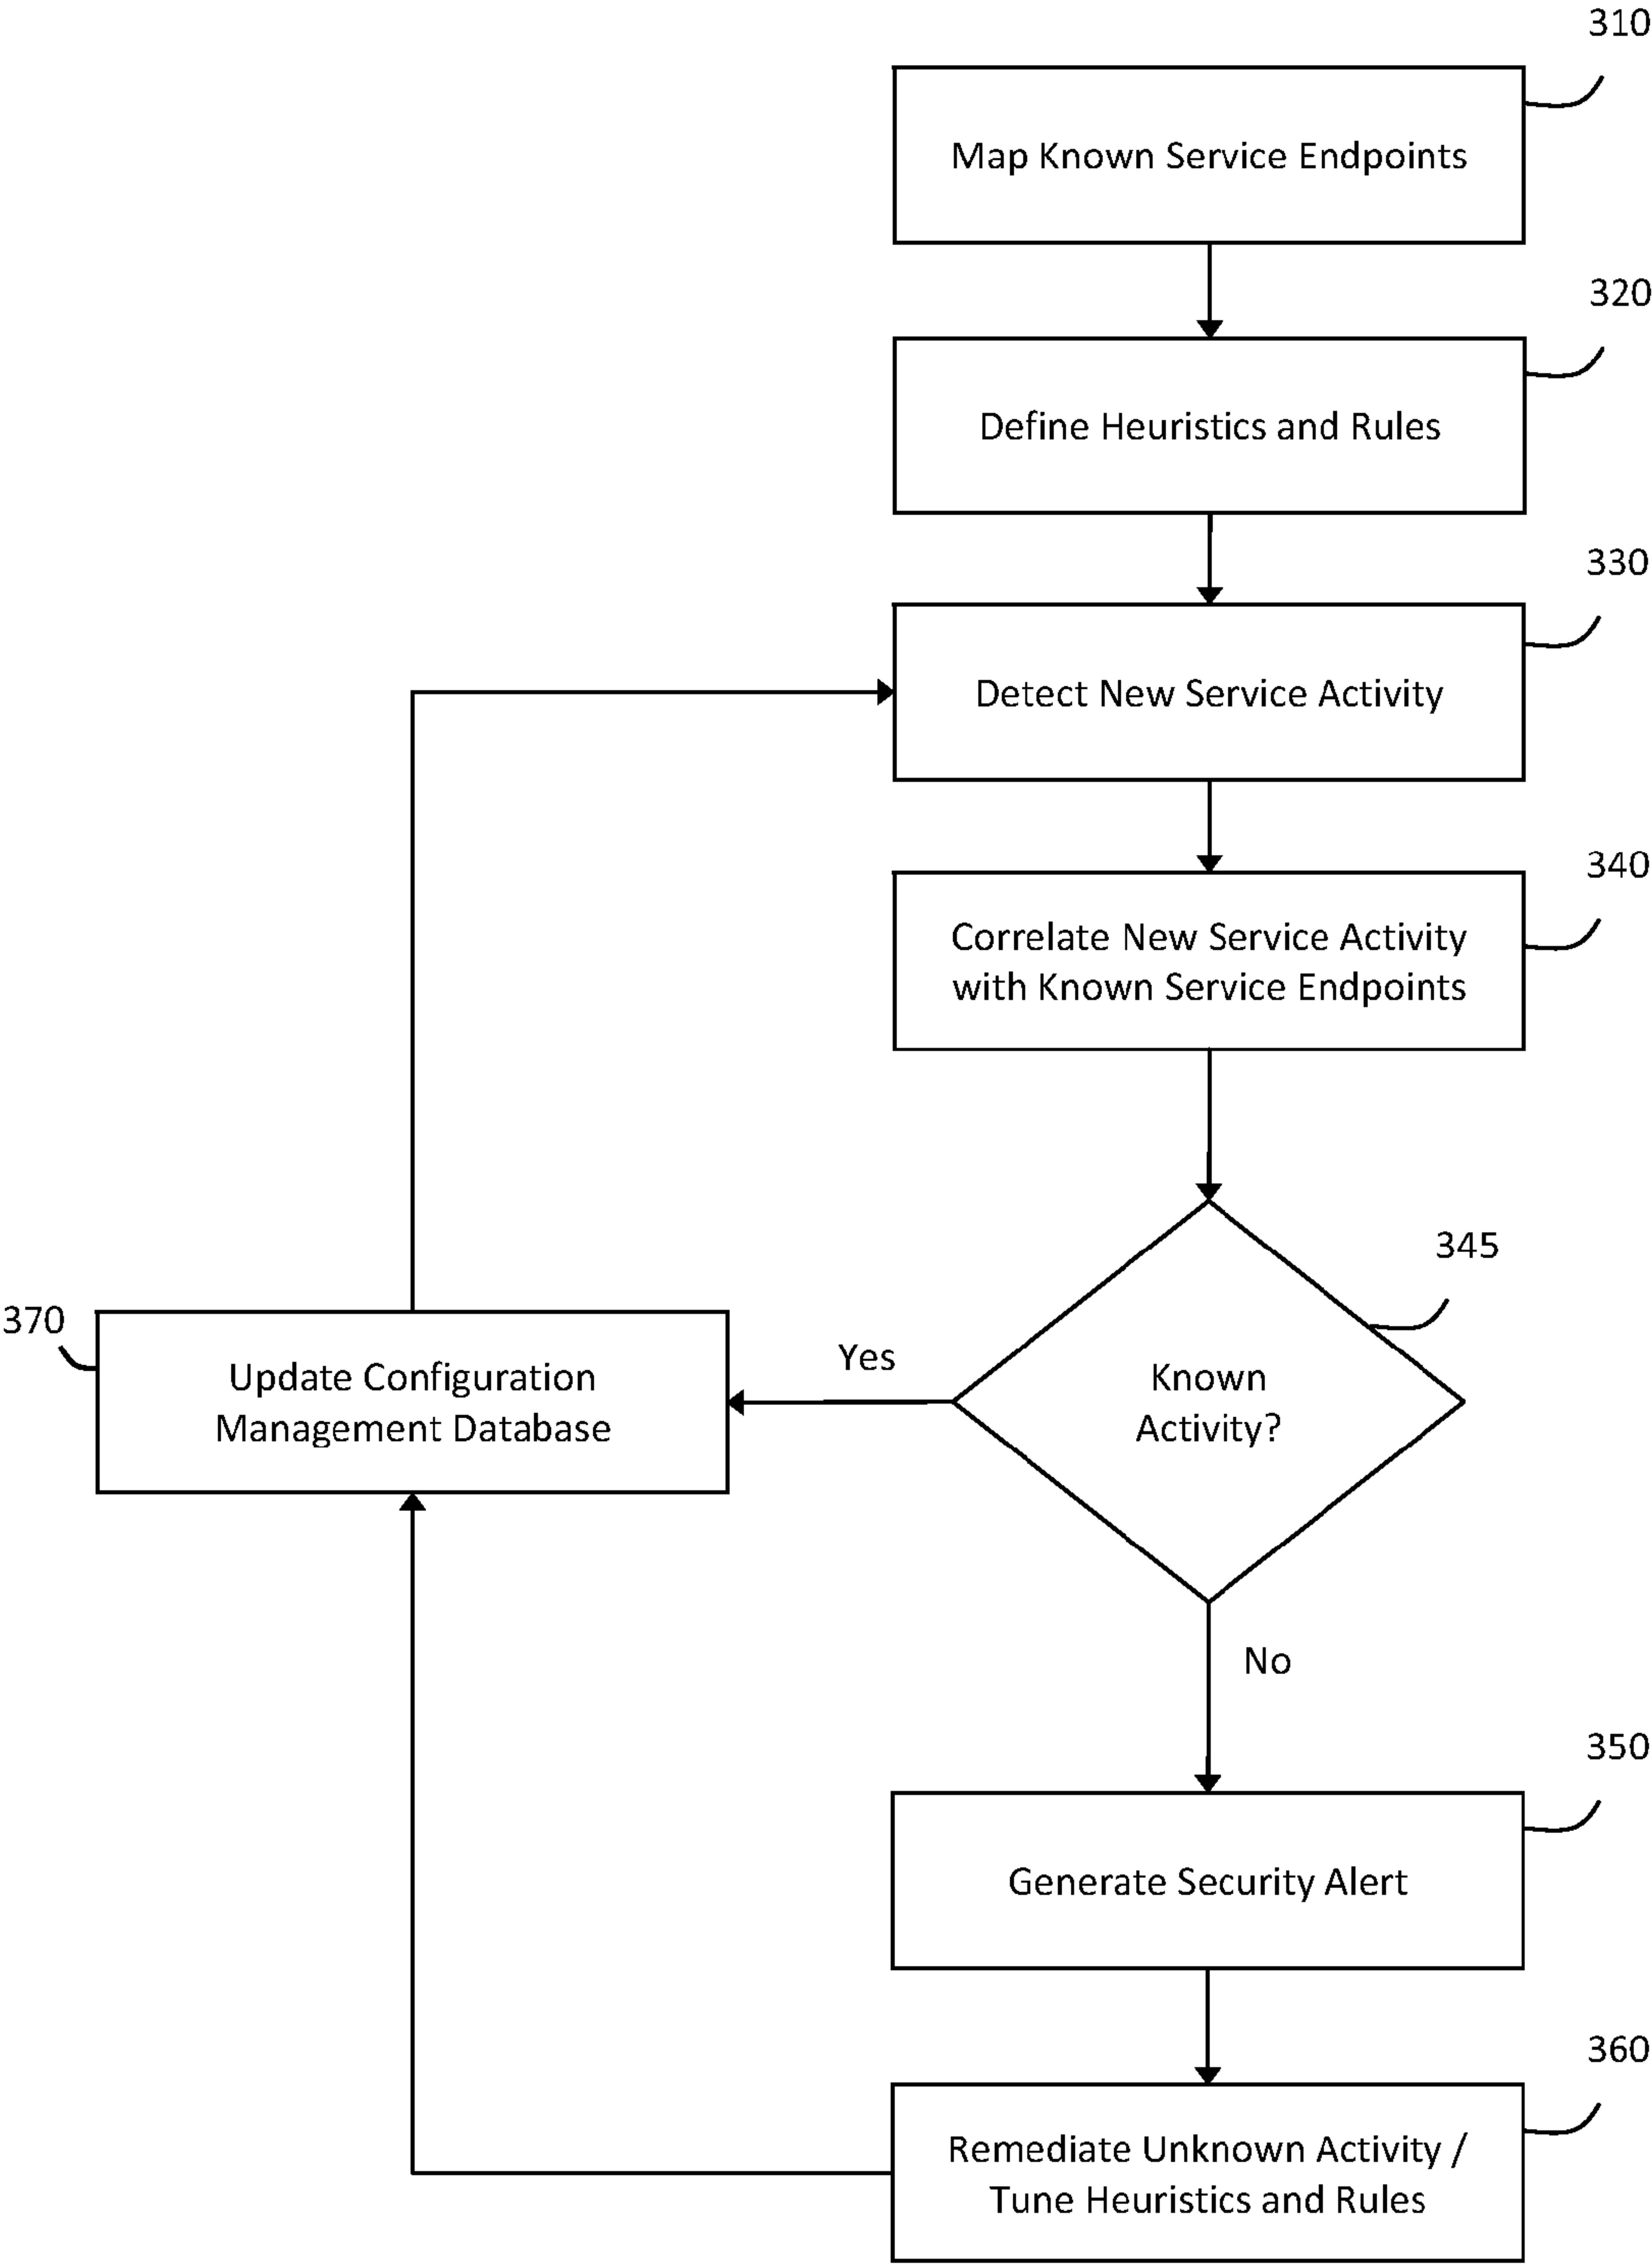 310
Map Known Service Endpoints
320
Define Heuristics and Rules
330
Detect New Service Activity
340
Correlate New Service Activity
with Known Service Endpoints
345
Known
Activity?
Yes
370
Update Configuration
Management Database
No
350
Generate Security Alert
360
Remediate Unknown Activity /
Tune Heuristics and Rules